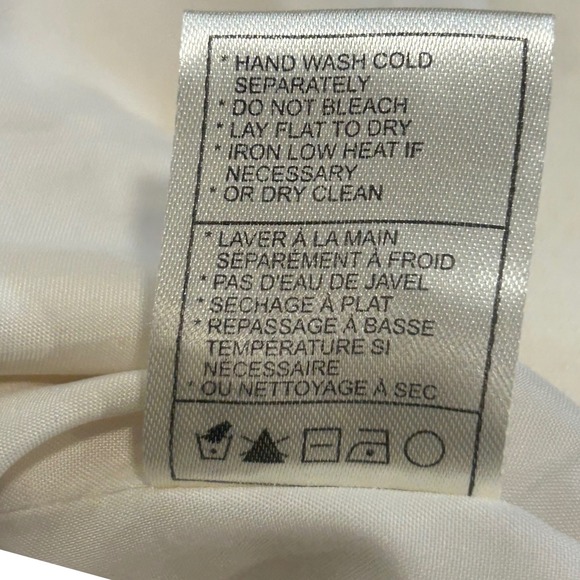 * HAND WASH COLD
SEPARATELY
* DO NOT BLEACH
* LAY FLAT TO DRY
* IRON LOW HEAT IF
NECESSARY
* OR DRY CLEAN
* LAVER À LA MAIN
SÉPARÉMENT À FROID
* PAS D'EAU DE JAVEL
* SÉCHAGE À PLAT
* REPASSAGE À BASSE
TEMPÉRATURE SI
NÉCESSAIRE
* OU NETTOYAGE À SEC